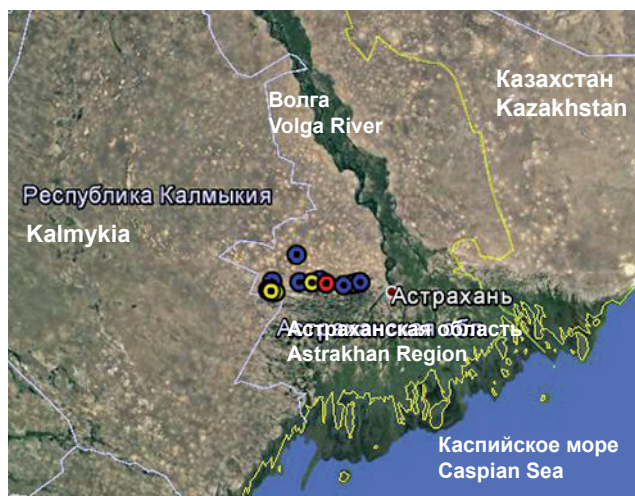 Казахстан
Kazakhstan
Волга
Volga River
Республика Калмыкия
Kalmykia
Астрахань
Астраханская область
Astrakhan Region
Каспийское море
Caspian Sea